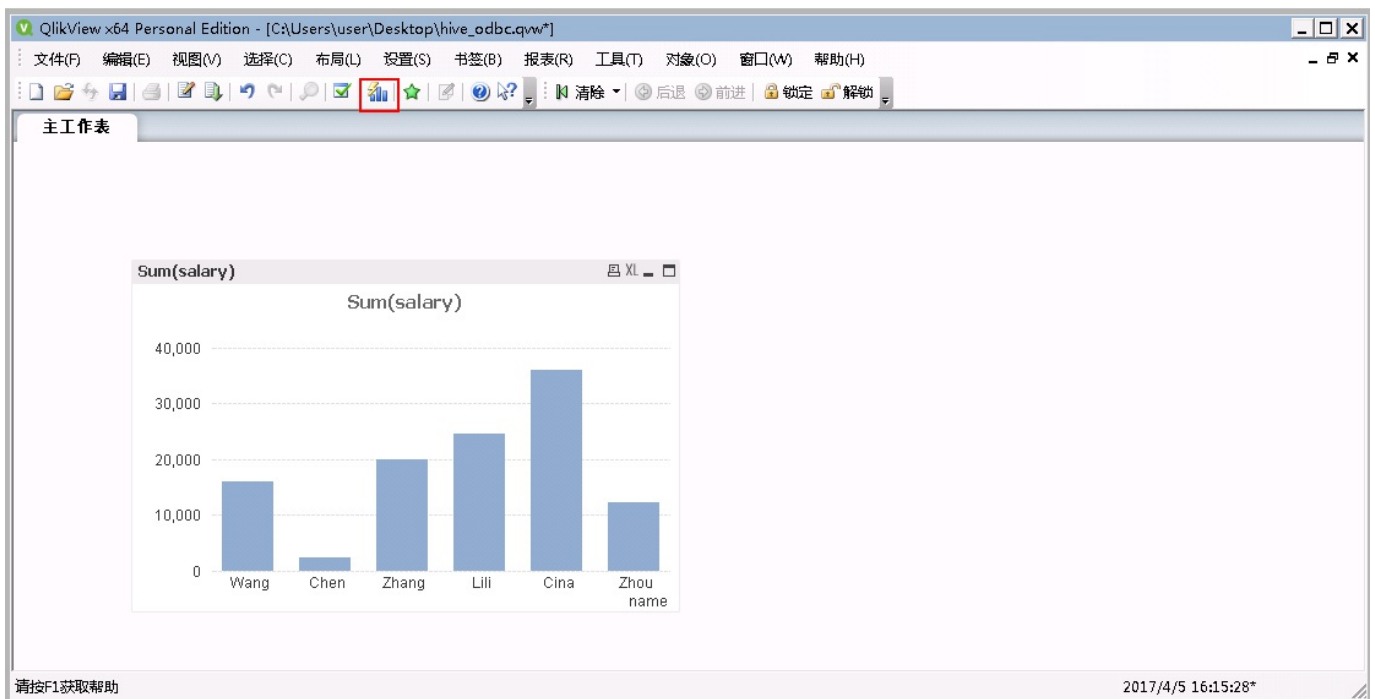 QlikView x64 Personal Edition - [C:\Users\user\Desktop\hive_odbc.qvw*]
文件(F) 编辑(E) 视图(V) 选择(C) 布局(L) 设置(S) 书签(B) 报表(R) 工具(T) 对象(O) 窗口(W) 帮助(H)
清除 后退 前进 锁定 解锁
主工作表
Sum(salary) XL
Sum(salary)
40,000
30,000
20,000
10,000
0
Wang Chen Zhang Lili Cina Zhou
name
请按F1获取帮助 2017/4/5 16:15:28*